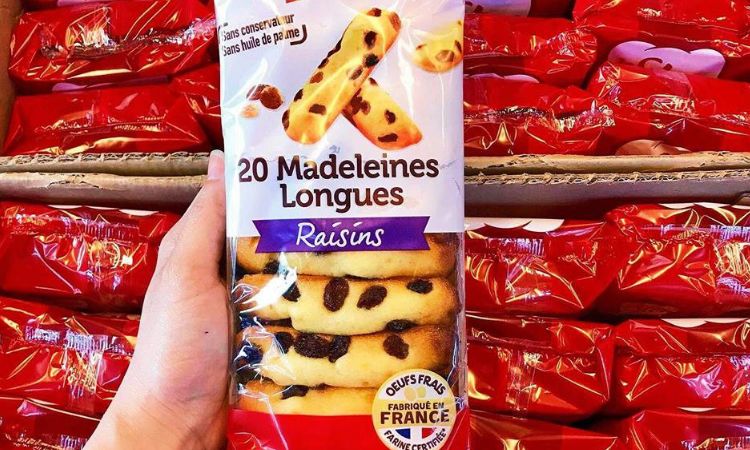 Sans conservateur
Sans huile de palme
20 Madeleines
Longues
Raisins
OEUFS FRAIS
FABRIQUÉ EN
FRANCE
FARINE CERTIFIÉE*